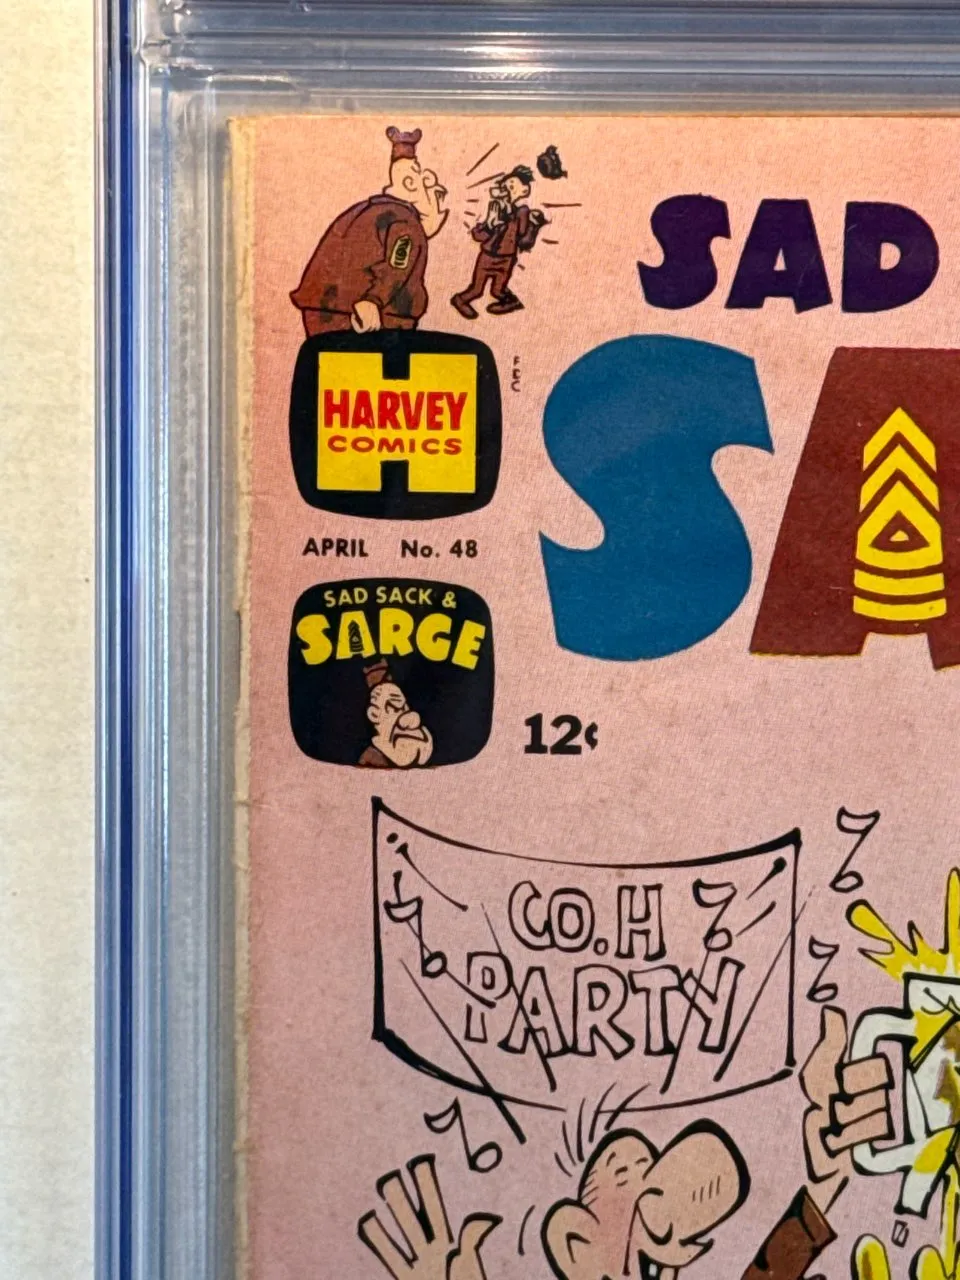 SAD
SA
HARVEY
COMICS
APRIL No. 48
SAD SACK &
SARGE
12¢
CO. H
PARTY